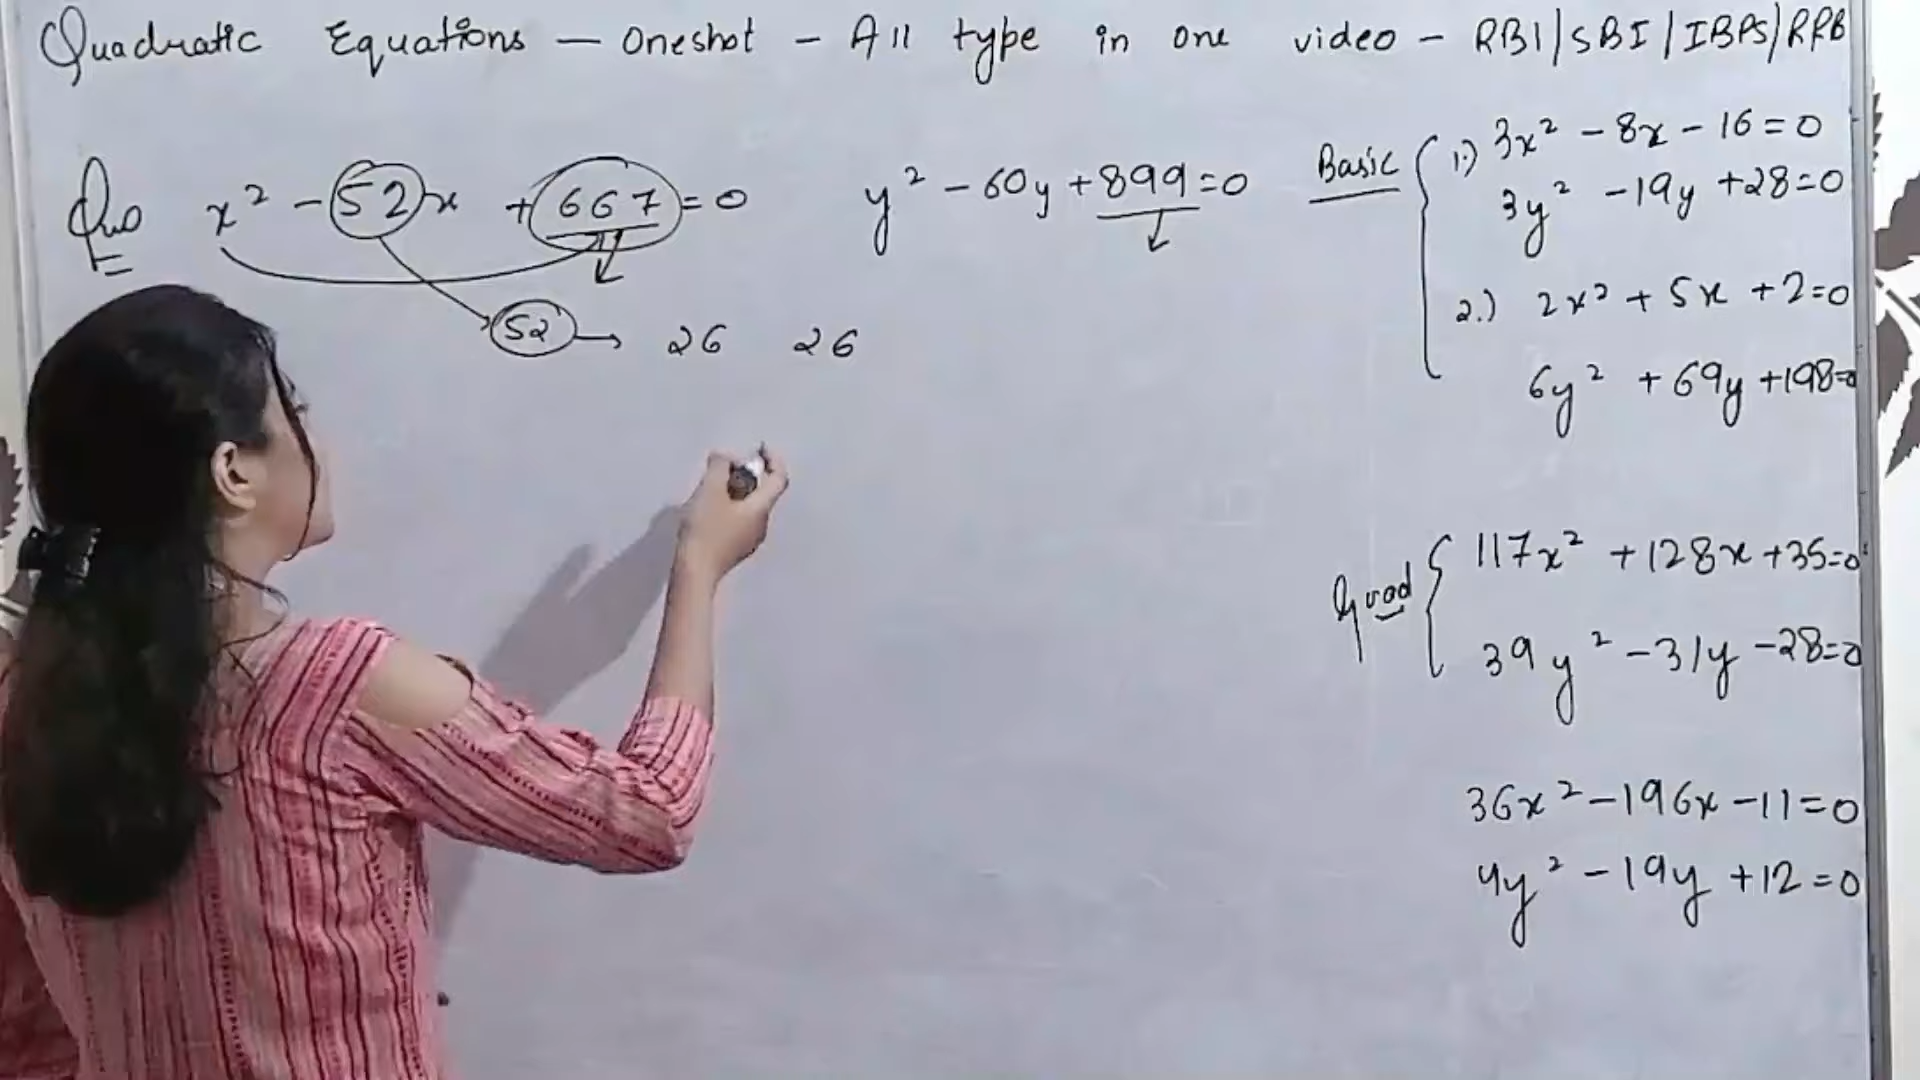 Quadratic Equations — Oneshot - All type in one video - RBI/SBI/IBPS/RRB
Quo x² - 52x + 667 = 0 y² - 60y + 899 = 0
52 → 26 26
Basic
1.) 3x² - 8x - 16 = 0
3y² - 19y + 28 = 0
2.) 2x² + 5x + 2 = 0
6y² + 69y + 198 = 0
117x² + 128x + 35 = 0
39y² - 31y - 28 = 0
36x² - 196x - 11 = 0
4y² - 19y + 12 = 0